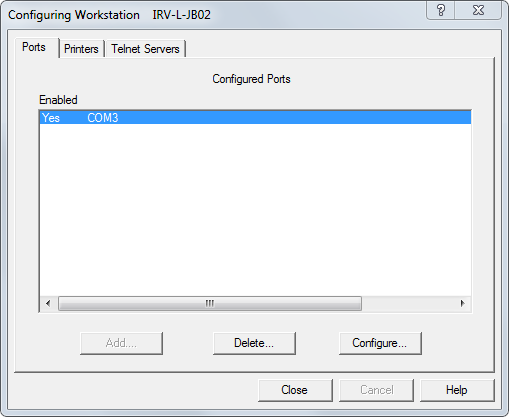 Configuring Workstation IRV-L-JB02
Ports Printers Telnet Servers
Configured Ports
Enabled
Yes COM3
Add....
Delete...
Configure...
Close Cancel Help